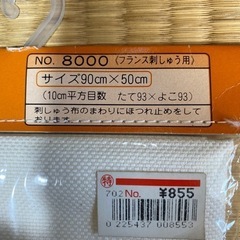 NO. 8000 (フランス刺しゅう用)
サイズ90cm×50cm
(10cm平方目数 たて93×よこ93)
刺しゅう布のまわりにほつれ止めをして
おります
特
702No. ¥855
0 225437 008553